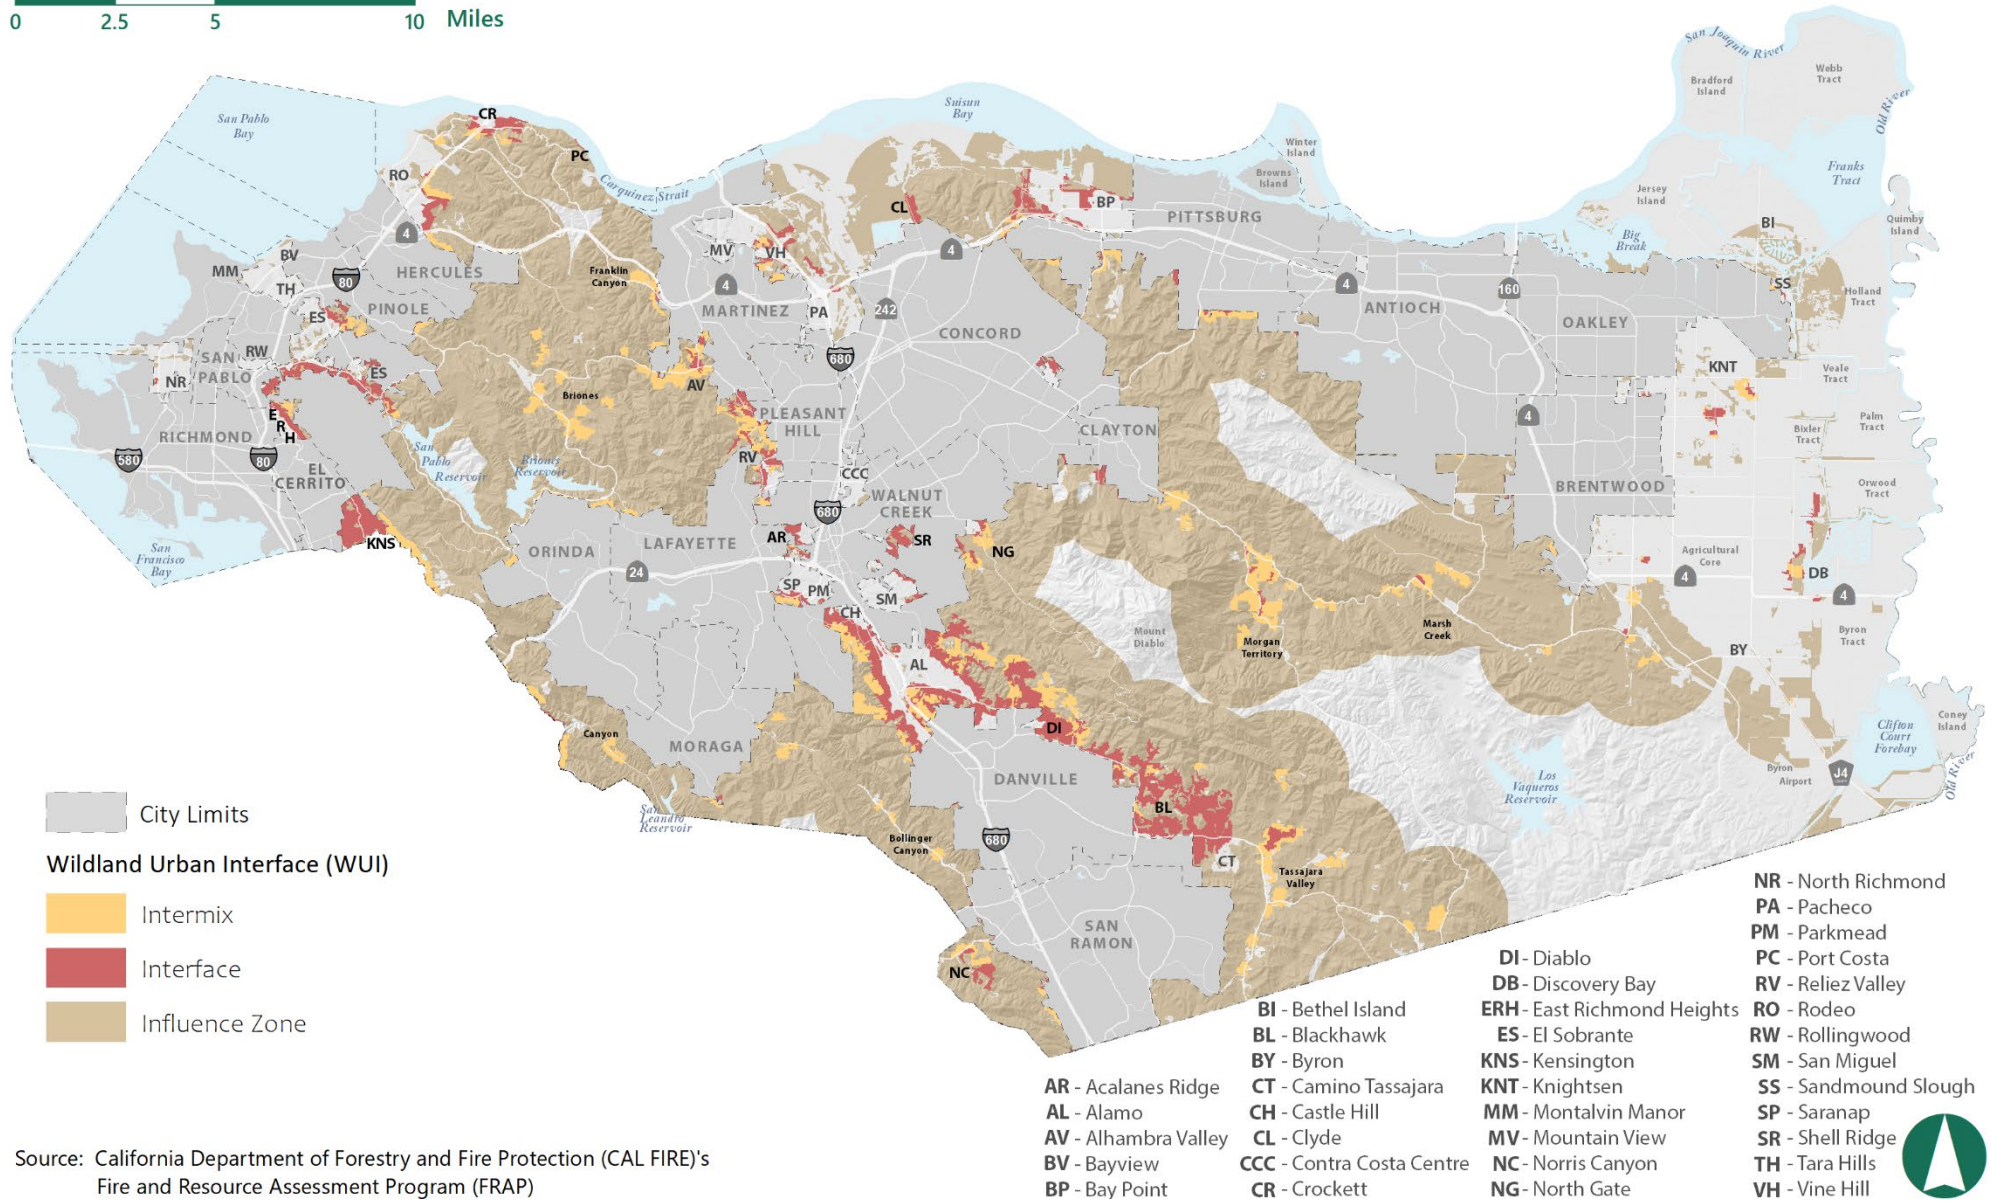 0 2.5 5 10 Miles
San Joaquin River
Webb
Tract
Bradford
Island
Old River
San Pablo
Bay
CR
Suisun
Bay
PC
Winter
Island
Browns
Island
Franks
Tract
RO
Carquinez Strait
Jersey
Island
CL
BP
PITTSBURG
BI
Quimby
Island
4
MV
VH
4
Big
Break
BV
MM
HERCULES
80
TH
Franklin
Canyon
4
4
160
SS
Holland
Tract
PINOLE
ES
MARTINEZ
PA
242
ANTIOCH
OAKLEY
CONCORD
RW
SAN
PABLO
680
NR
ES
AV
KNT
Veale
Tract
Briones
E
R
H
PLEASANT
HILL
CLAYTON
4
Palm
Tract
Bixler
Tract
RICHMOND
San
Pablo
Reservoir
580
80
EL
CERRITO
Briones
Reservoir
RV
CCC
WALNUT
CREEK
BRENTWOOD
Orwood
Tract
680
KNS
San
Francisco
Bay
ORINDA
LAFAYETTE
AR
SR
NG
Agricultural
Core
24
4
DB
4
SP
PM
SM
CH
Mount
Diablo
Morgan
Territory
Marsh
Creek
Byron
Tract
AL
BY
Canyon
MORAGA
DI
Clifton
Court
Forebay
Coney
Island
DANVILLE
Byron
Airport
J4
Old River
Los
Vaqueros
Reservoir
San
Leandro
Reservoir
BL
Bollinger
Canyon
680
CT
Tassajara
Valley
SAN
RAMON
NC
City Limits
Wildland Urban Interface (WUI)
Intermix
Interface
Influence Zone
AR - Acalanes Ridge
AL - Alamo
AV - Alhambra Valley
BV - Bayview
BP - Bay Point
BI - Bethel Island
BL - Blackhawk
BY - Byron
CT - Camino Tassajara
CH - Castle Hill
CL - Clyde
CCC - Contra Costa Centre
CR - Crockett
DI - Diablo
DB - Discovery Bay
ERH - East Richmond Heights
ES - El Sobrante
KNS - Kensington
KNT - Knightsen
MM - Montalvin Manor
MV - Mountain View
NC - Norris Canyon
NG - North Gate
NR - North Richmond
PA - Pacheco
PM - Parkmead
PC - Port Costa
RV - Reliez Valley
RO - Rodeo
RW - Rollingwood
SM - San Miguel
SS - Sandmound Slough
SP - Saranap
SR - Shell Ridge
TH - Tara Hills
VH - Vine Hill
Source: California Department of Forestry and Fire Protection (CAL FIRE)'s
Fire and Resource Assessment Program (FRAP)